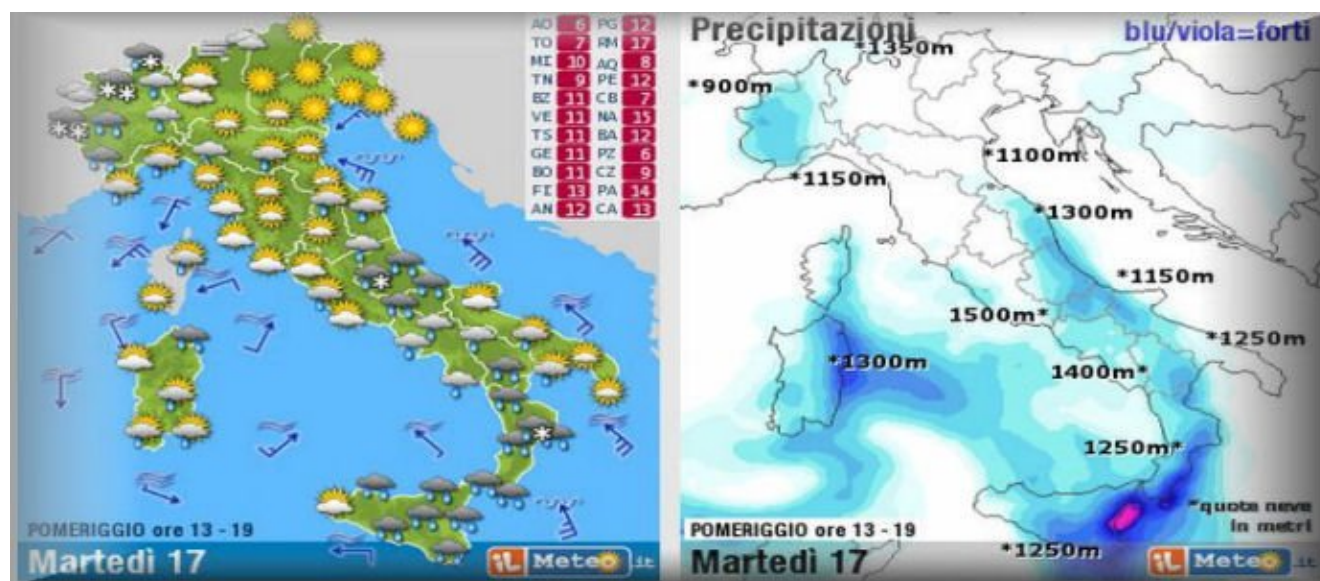 AO 6 PG 12
TO 7 RM 17
MI 10 AQ 8
TN 9 PE 12
BZ 11 CB 7
VE 11 NA 15
TS 11 BA 12
GE 11 PZ 6
BO 11 CZ 9
FI 13 PA 14
AN 12 CA 13
POMERIGGIO ore 13 - 19
Martedì 17
iL Meteo.it
Precipitazioni
blu/viola=forti
*1350m
*900m
*1100m
*1150m
*1300m
*1150m
1500m*
*1250m
*1300m
1400m*
1250m*
*quote neve
in metri
POMERIGGIO ore 13 - 19
*1250m
Martedì 17
iL Meteo.it